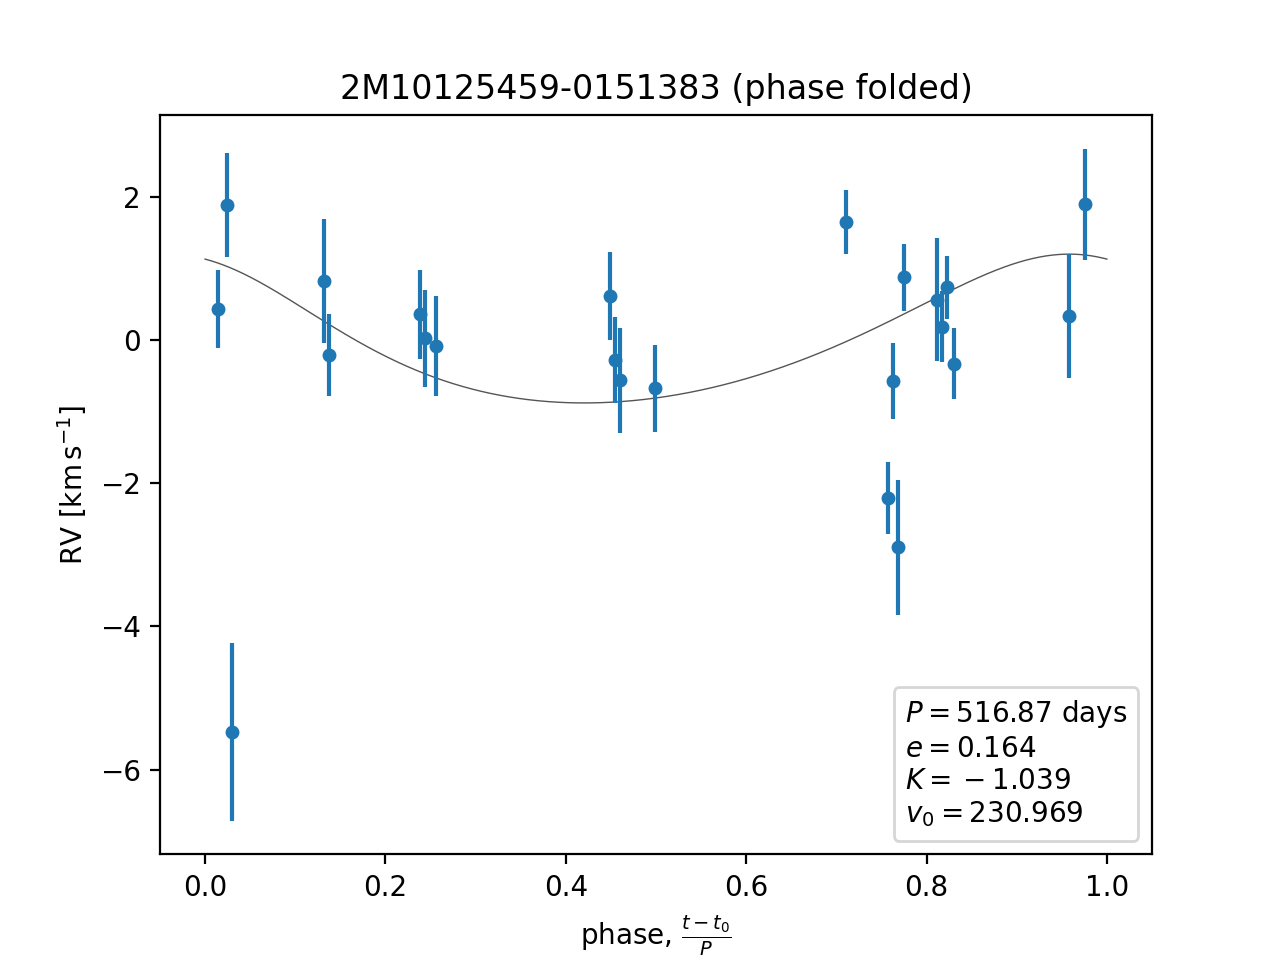 2M10125459-0151383 (phase folded)
2
0
−2
−4
−6
RV [km s⁻¹]
P = 516.87 days
e = 0.164
K = − 1.039
v₀ = 230.969
0.0 0.2 0.4 0.6 0.8 1.0
phase, (t − t₀)/P